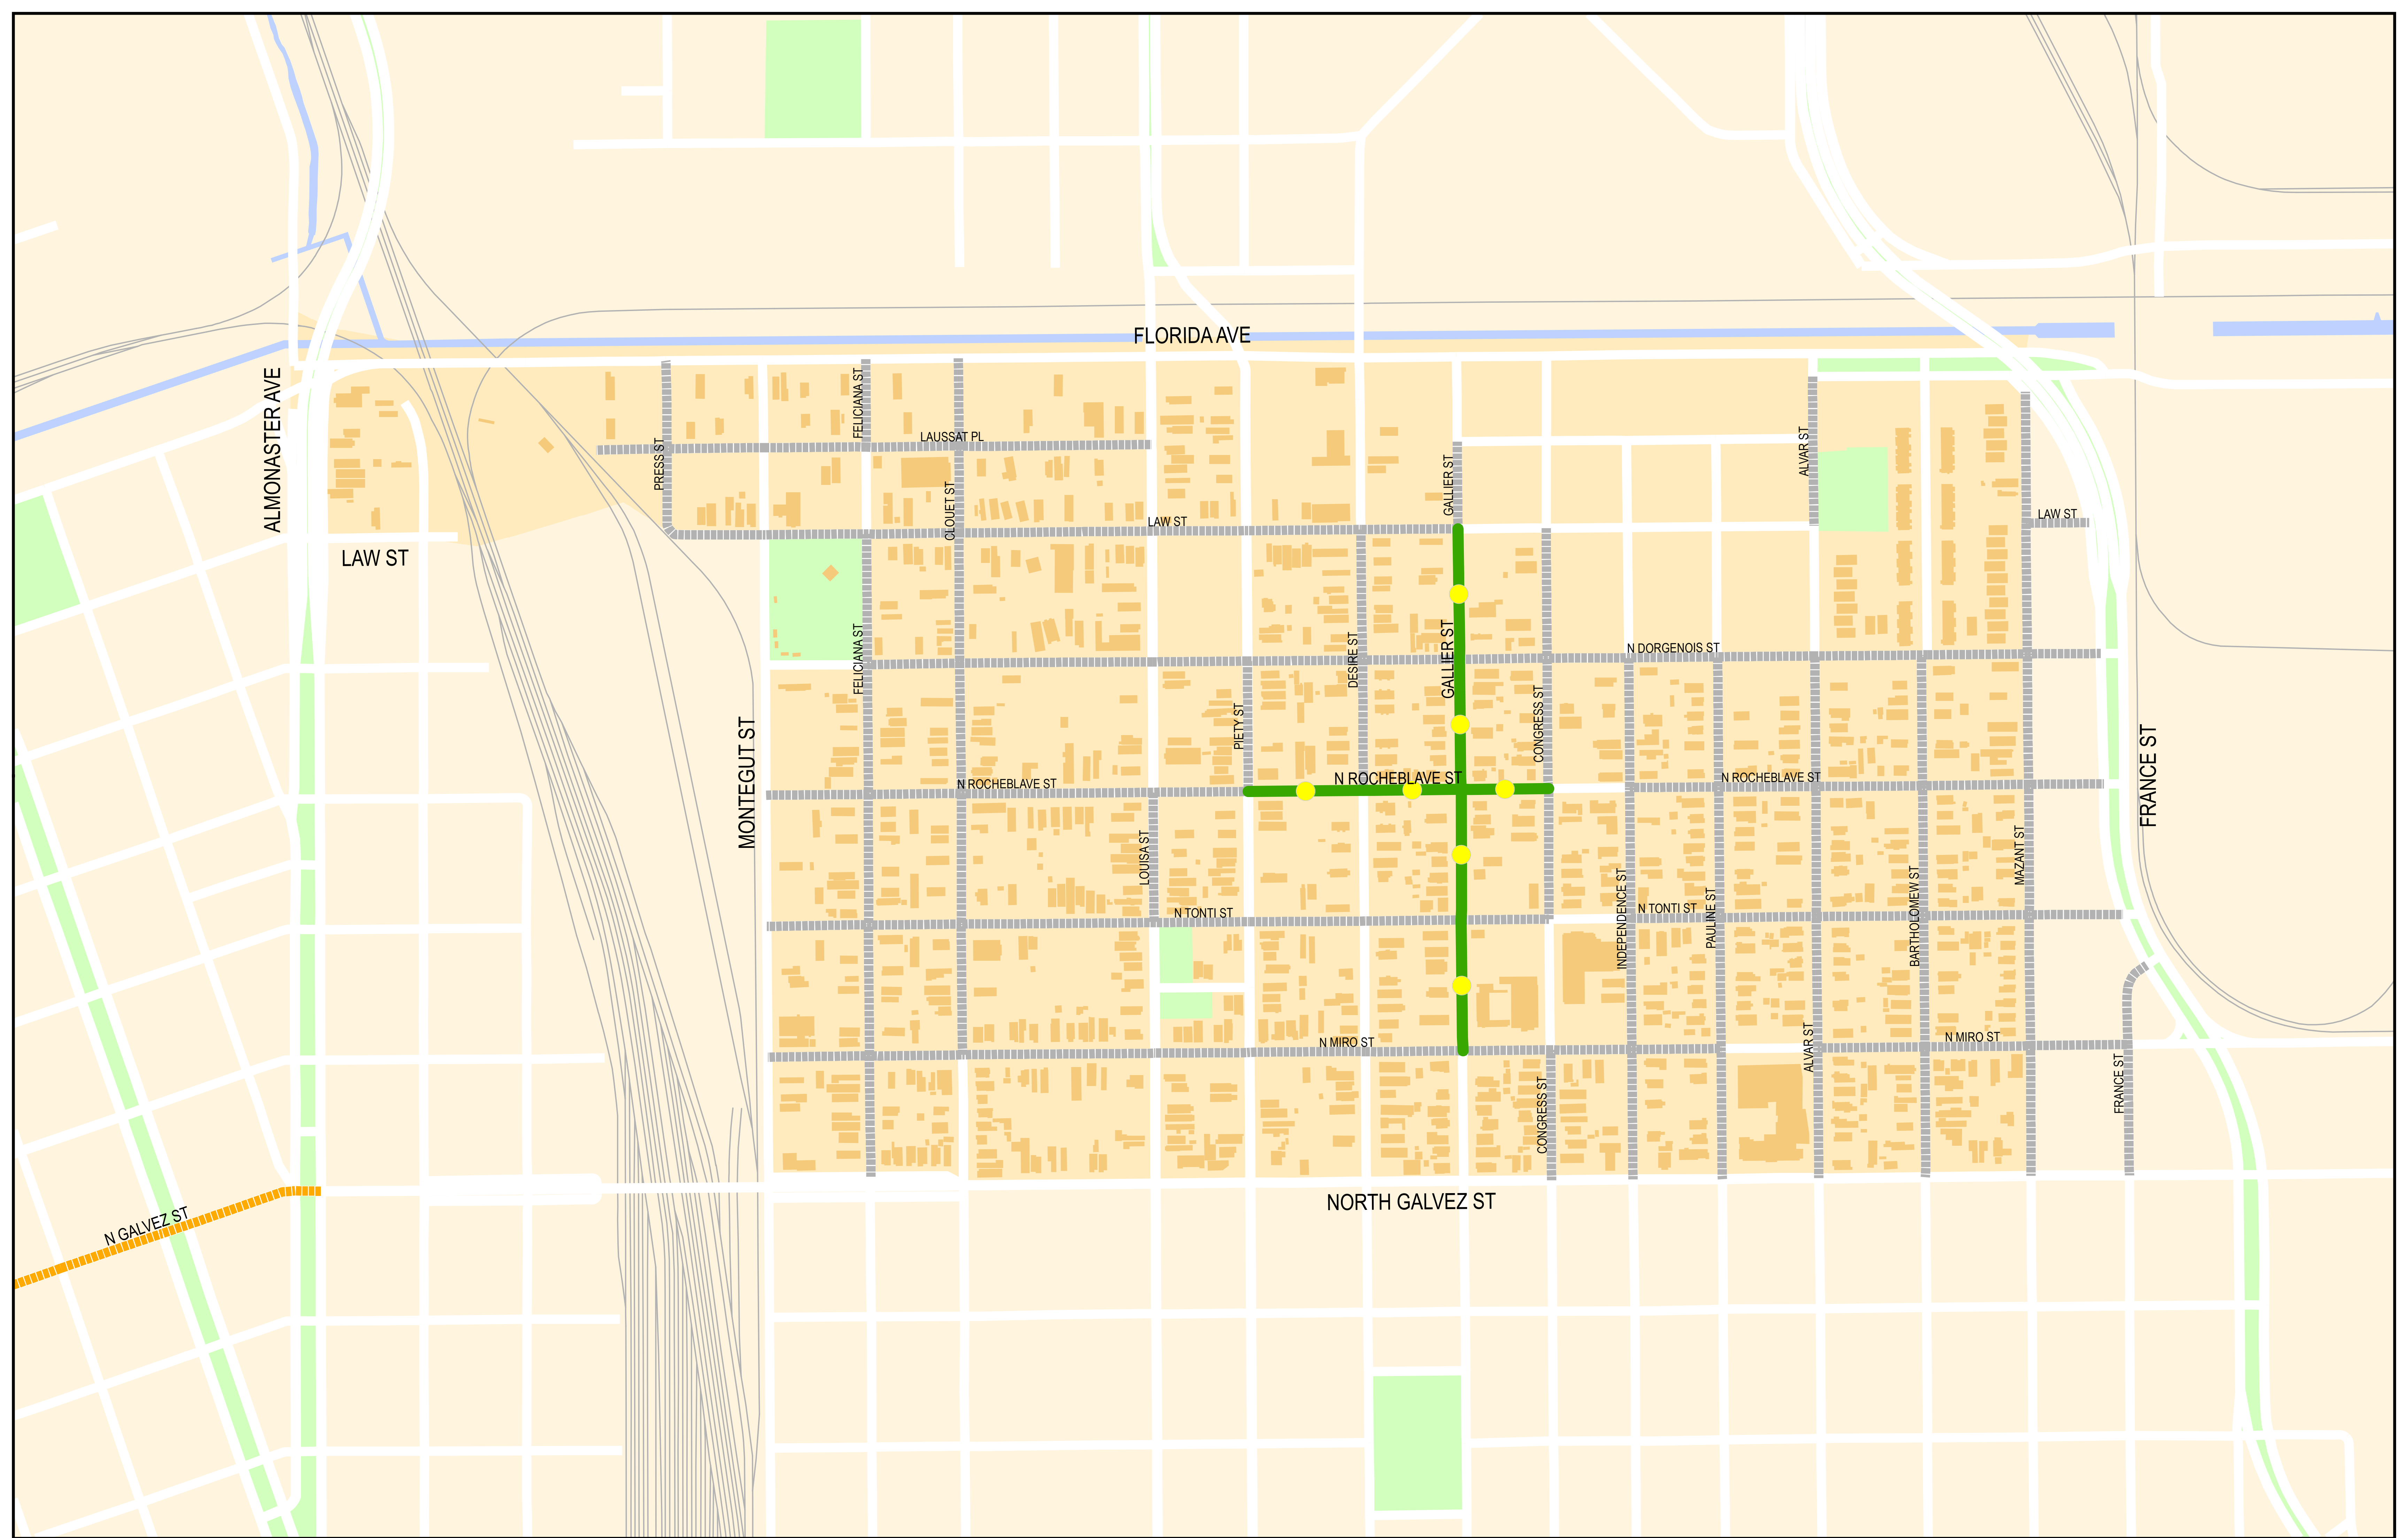 FLORIDA AVE
ALMONASTER AVE
FELICIANA ST
LAUSSAT PL
PRESS ST
CLOUET ST
GALLIER ST
ALVAR ST
LAW ST
LAW ST
LAW ST
FELICIANA ST
DESIRE ST
GALLIER ST
N DORGENOIS ST
PIETY ST
CONGRESS ST
MONTEGUT ST
FRANCE ST
N ROCHEBLAVE ST
N ROCHEBLAVE ST
N ROCHEBLAVE ST
LOUISA ST
MAZANT ST
N TONTI ST
N TONTI ST
INDEPENDENCE ST
PAULINE ST
BARTHOLOMEW ST
N MIRO ST
N MIRO ST
ALVAR ST
FRANCE ST
CONGRESS ST
NORTH GALVEZ ST
N GALVEZ ST